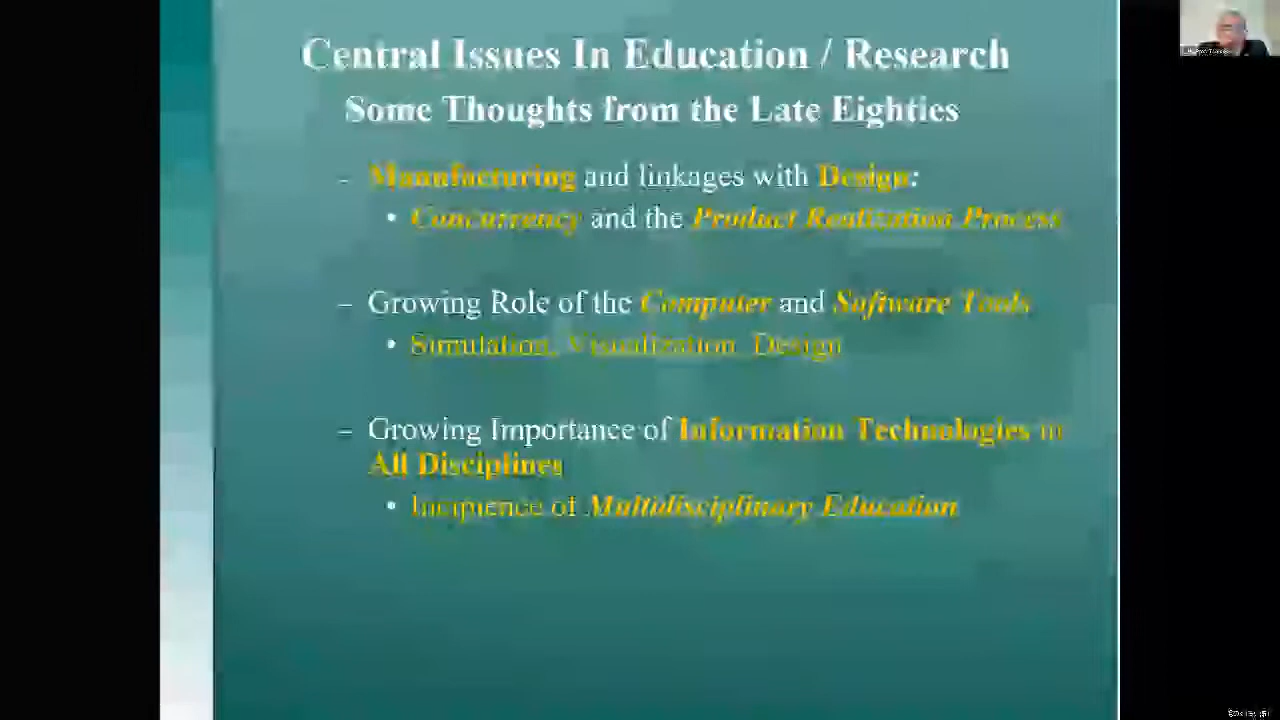 Central Issues In Education / Research
Some Thoughts from the Late Eighties
– Manufacturing and linkages with Design:
• Concurrency and the Product Realization Process
– Growing Role of the Computer and Software Tools
• Simulation, Visualization, Design
– Growing Importance of Information Technologies in
All Disciplines
• Incipience of Multidisciplinary Education